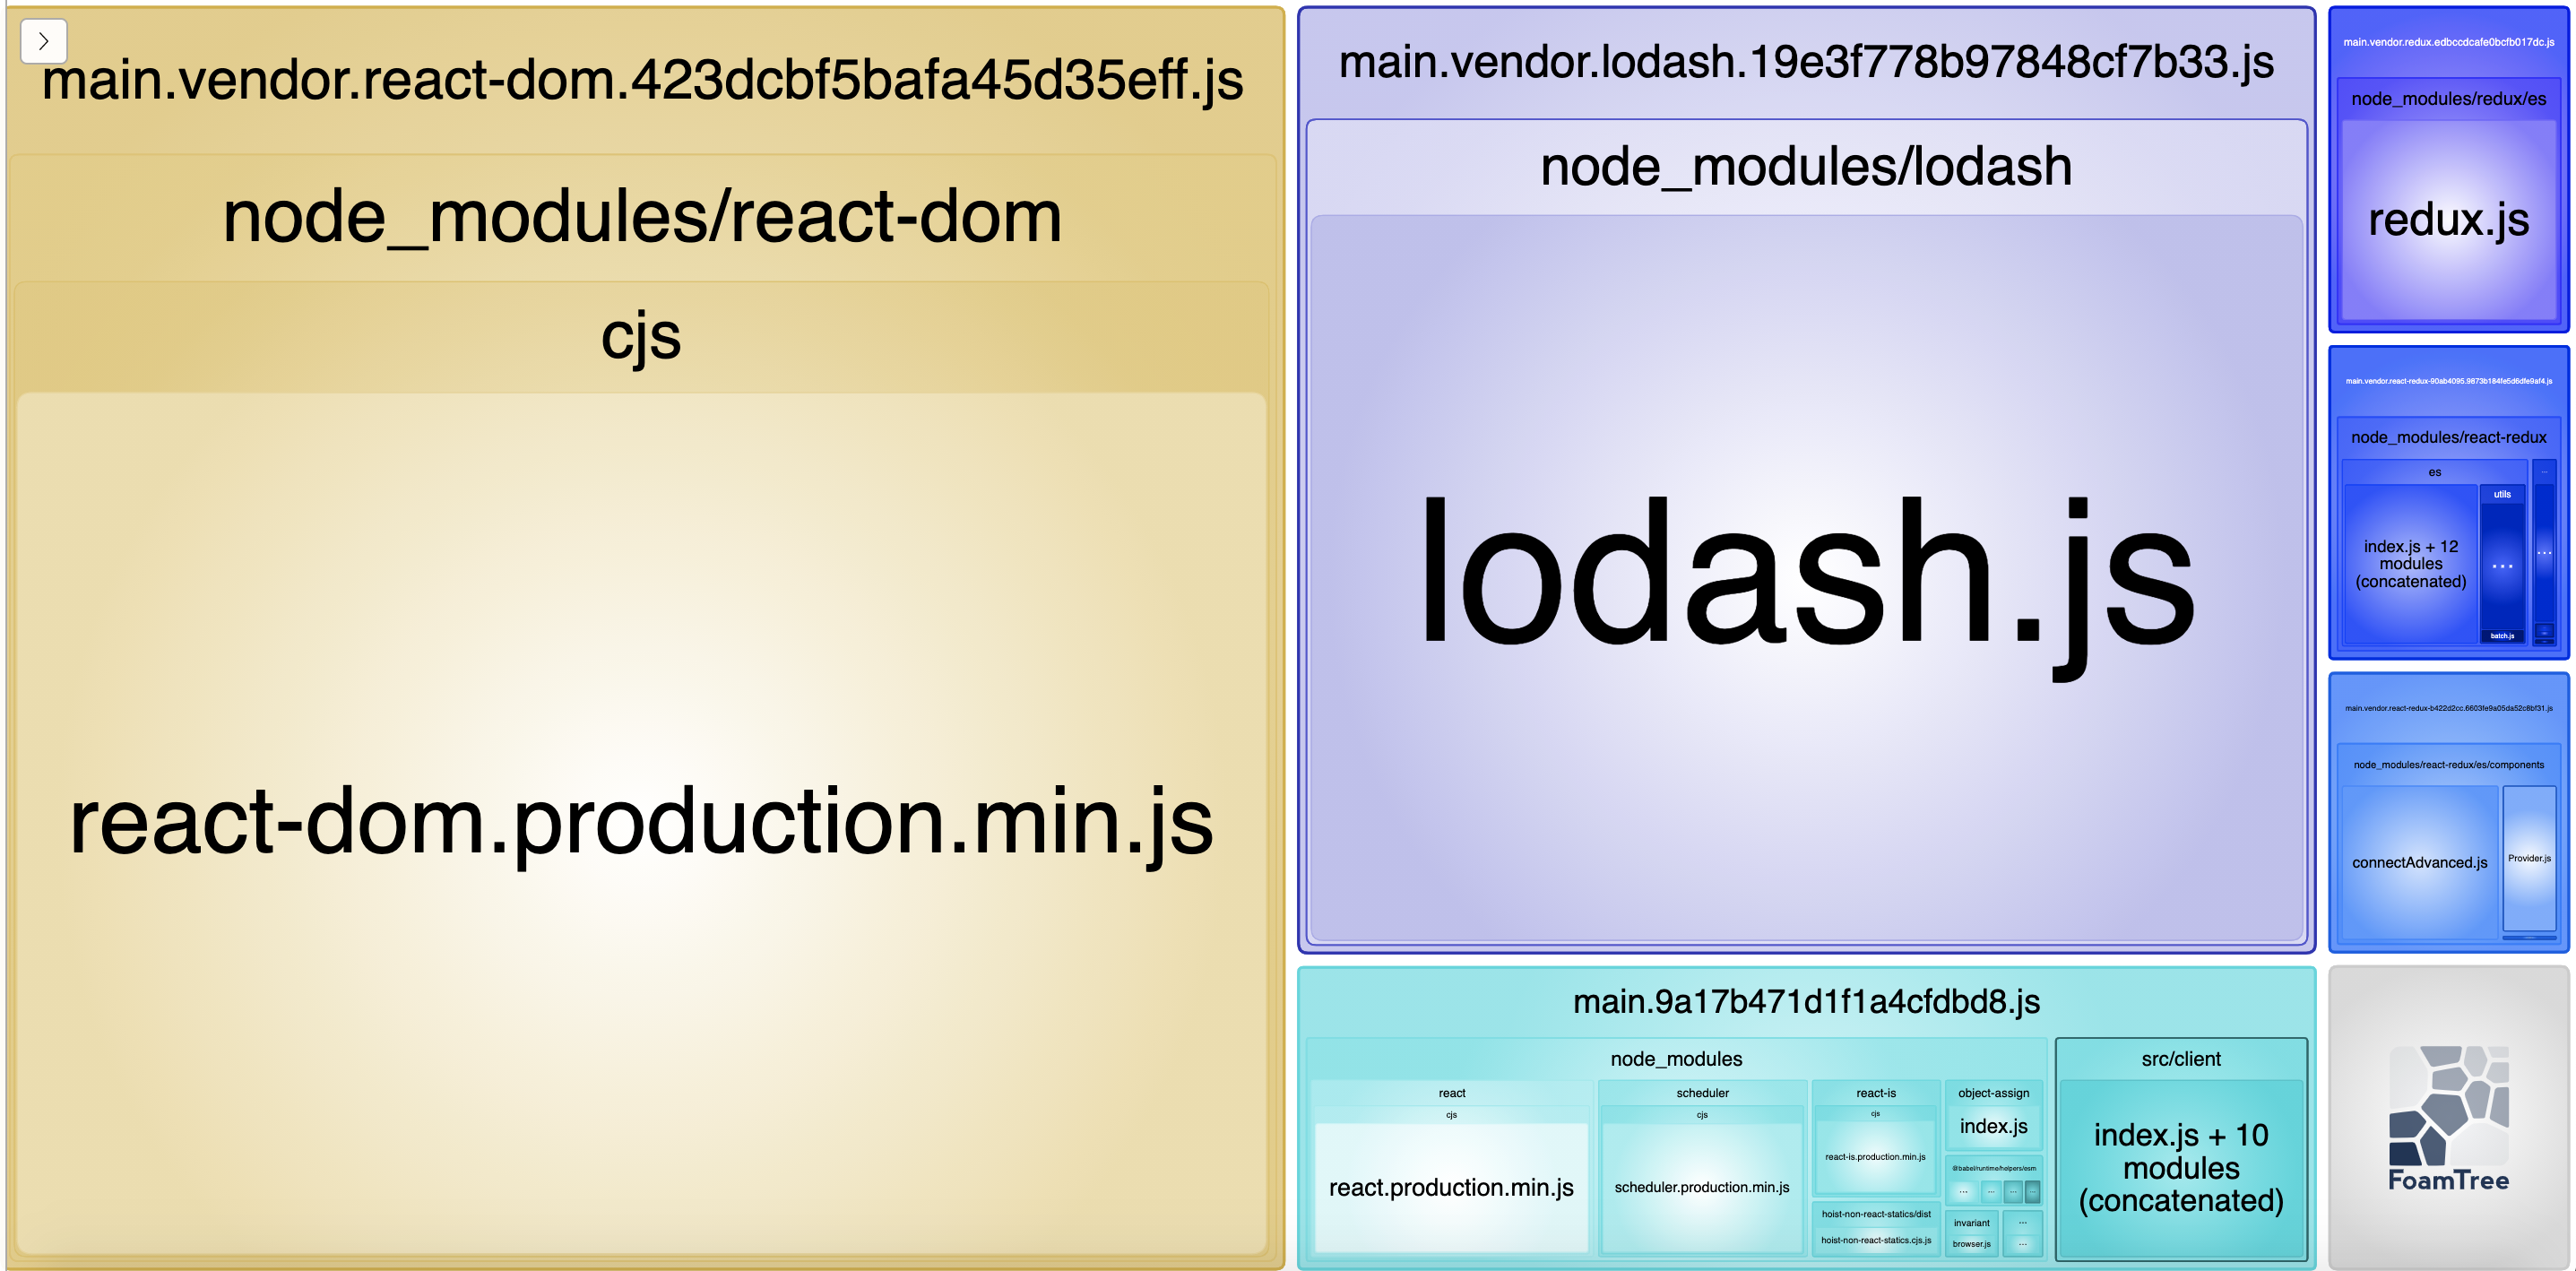 main.vendor.react-dom.423dcbf5bafa45d35eff.js
node_modules/react-dom
cjs
react-dom.production.min.js
main.vendor.lodash.19e3f778b97848cf7b33.js
node_modules/lodash
lodash.js
main.9a17b471d1f1a4cfdbd8.js
node_modules
react
cjs
react.production.min.js
scheduler
cjs
scheduler.production.min.js
react-is
cjs
react-is.production.min.js
hoist-non-react-statics/dist
hoist-non-react-statics.cjs.js
object-assign
index.js
@babel/runtime/helpers/esm
...
...
...
...
invariant
browser.js
...
...
src/client
index.js + 10
modules
(concatenated)
main.vendor.redux.edbccdcafe0bcfb017dc.js
node_modules/redux/es
redux.js
main.vendor.react-redux-90ab4095.9873b184fe5d6dfe9af4.js
node_modules/react-redux
es
index.js + 12
modules
(concatenated)
utils
...
batch.js
...
...
main.vendor.react-redux-b422d2cc.6603fe9a05da52c8bf31.js
node_modules/react-redux/es/components
connectAdvanced.js
Provider.js
FoamTree